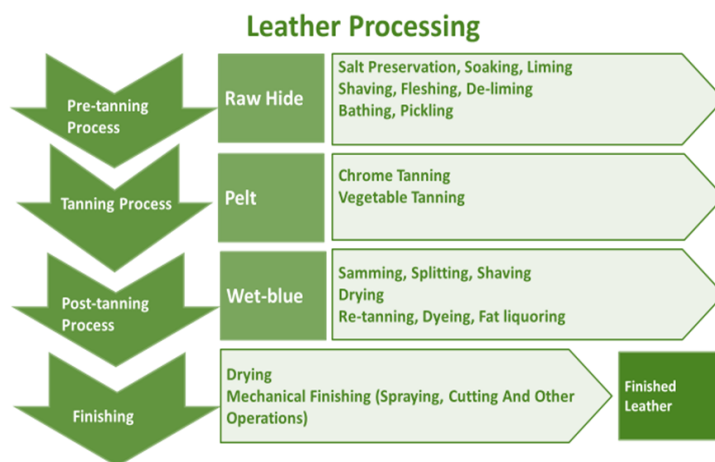 Leather Processing
Pre-tanning
Process
Raw Hide
Salt Preservation, Soaking, Liming
Shaving, Fleshing, De-liming
Bathing, Pickling
Tanning Process
Pelt
Chrome Tanning
Vegetable Tanning
Post-tanning
Process
Wet-blue
Samming, Splitting, Shaving
Drying
Re-tanning, Dyeing, Fat liquoring
Finishing
Drying
Mechanical Finishing (Spraying, Cutting And Other
Operations)
Finished
Leather